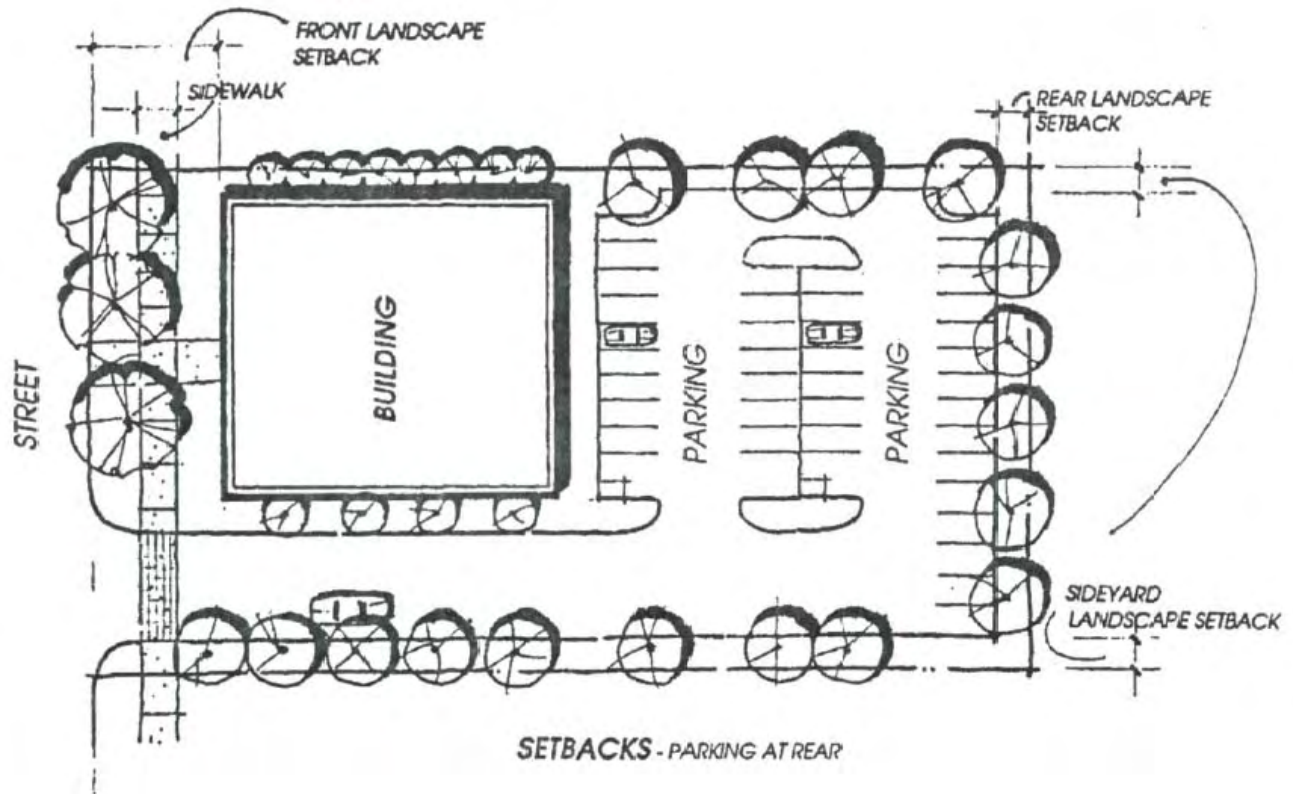 FRONT LANDSCAPE
SETBACK
SIDEWALK
REAR LANDSCAPE
SETBACK
STREET
BUILDING
PARKING
PARKING
SIDEYARD
LANDSCAPE SETBACK
SETBACKS - PARKING AT REAR